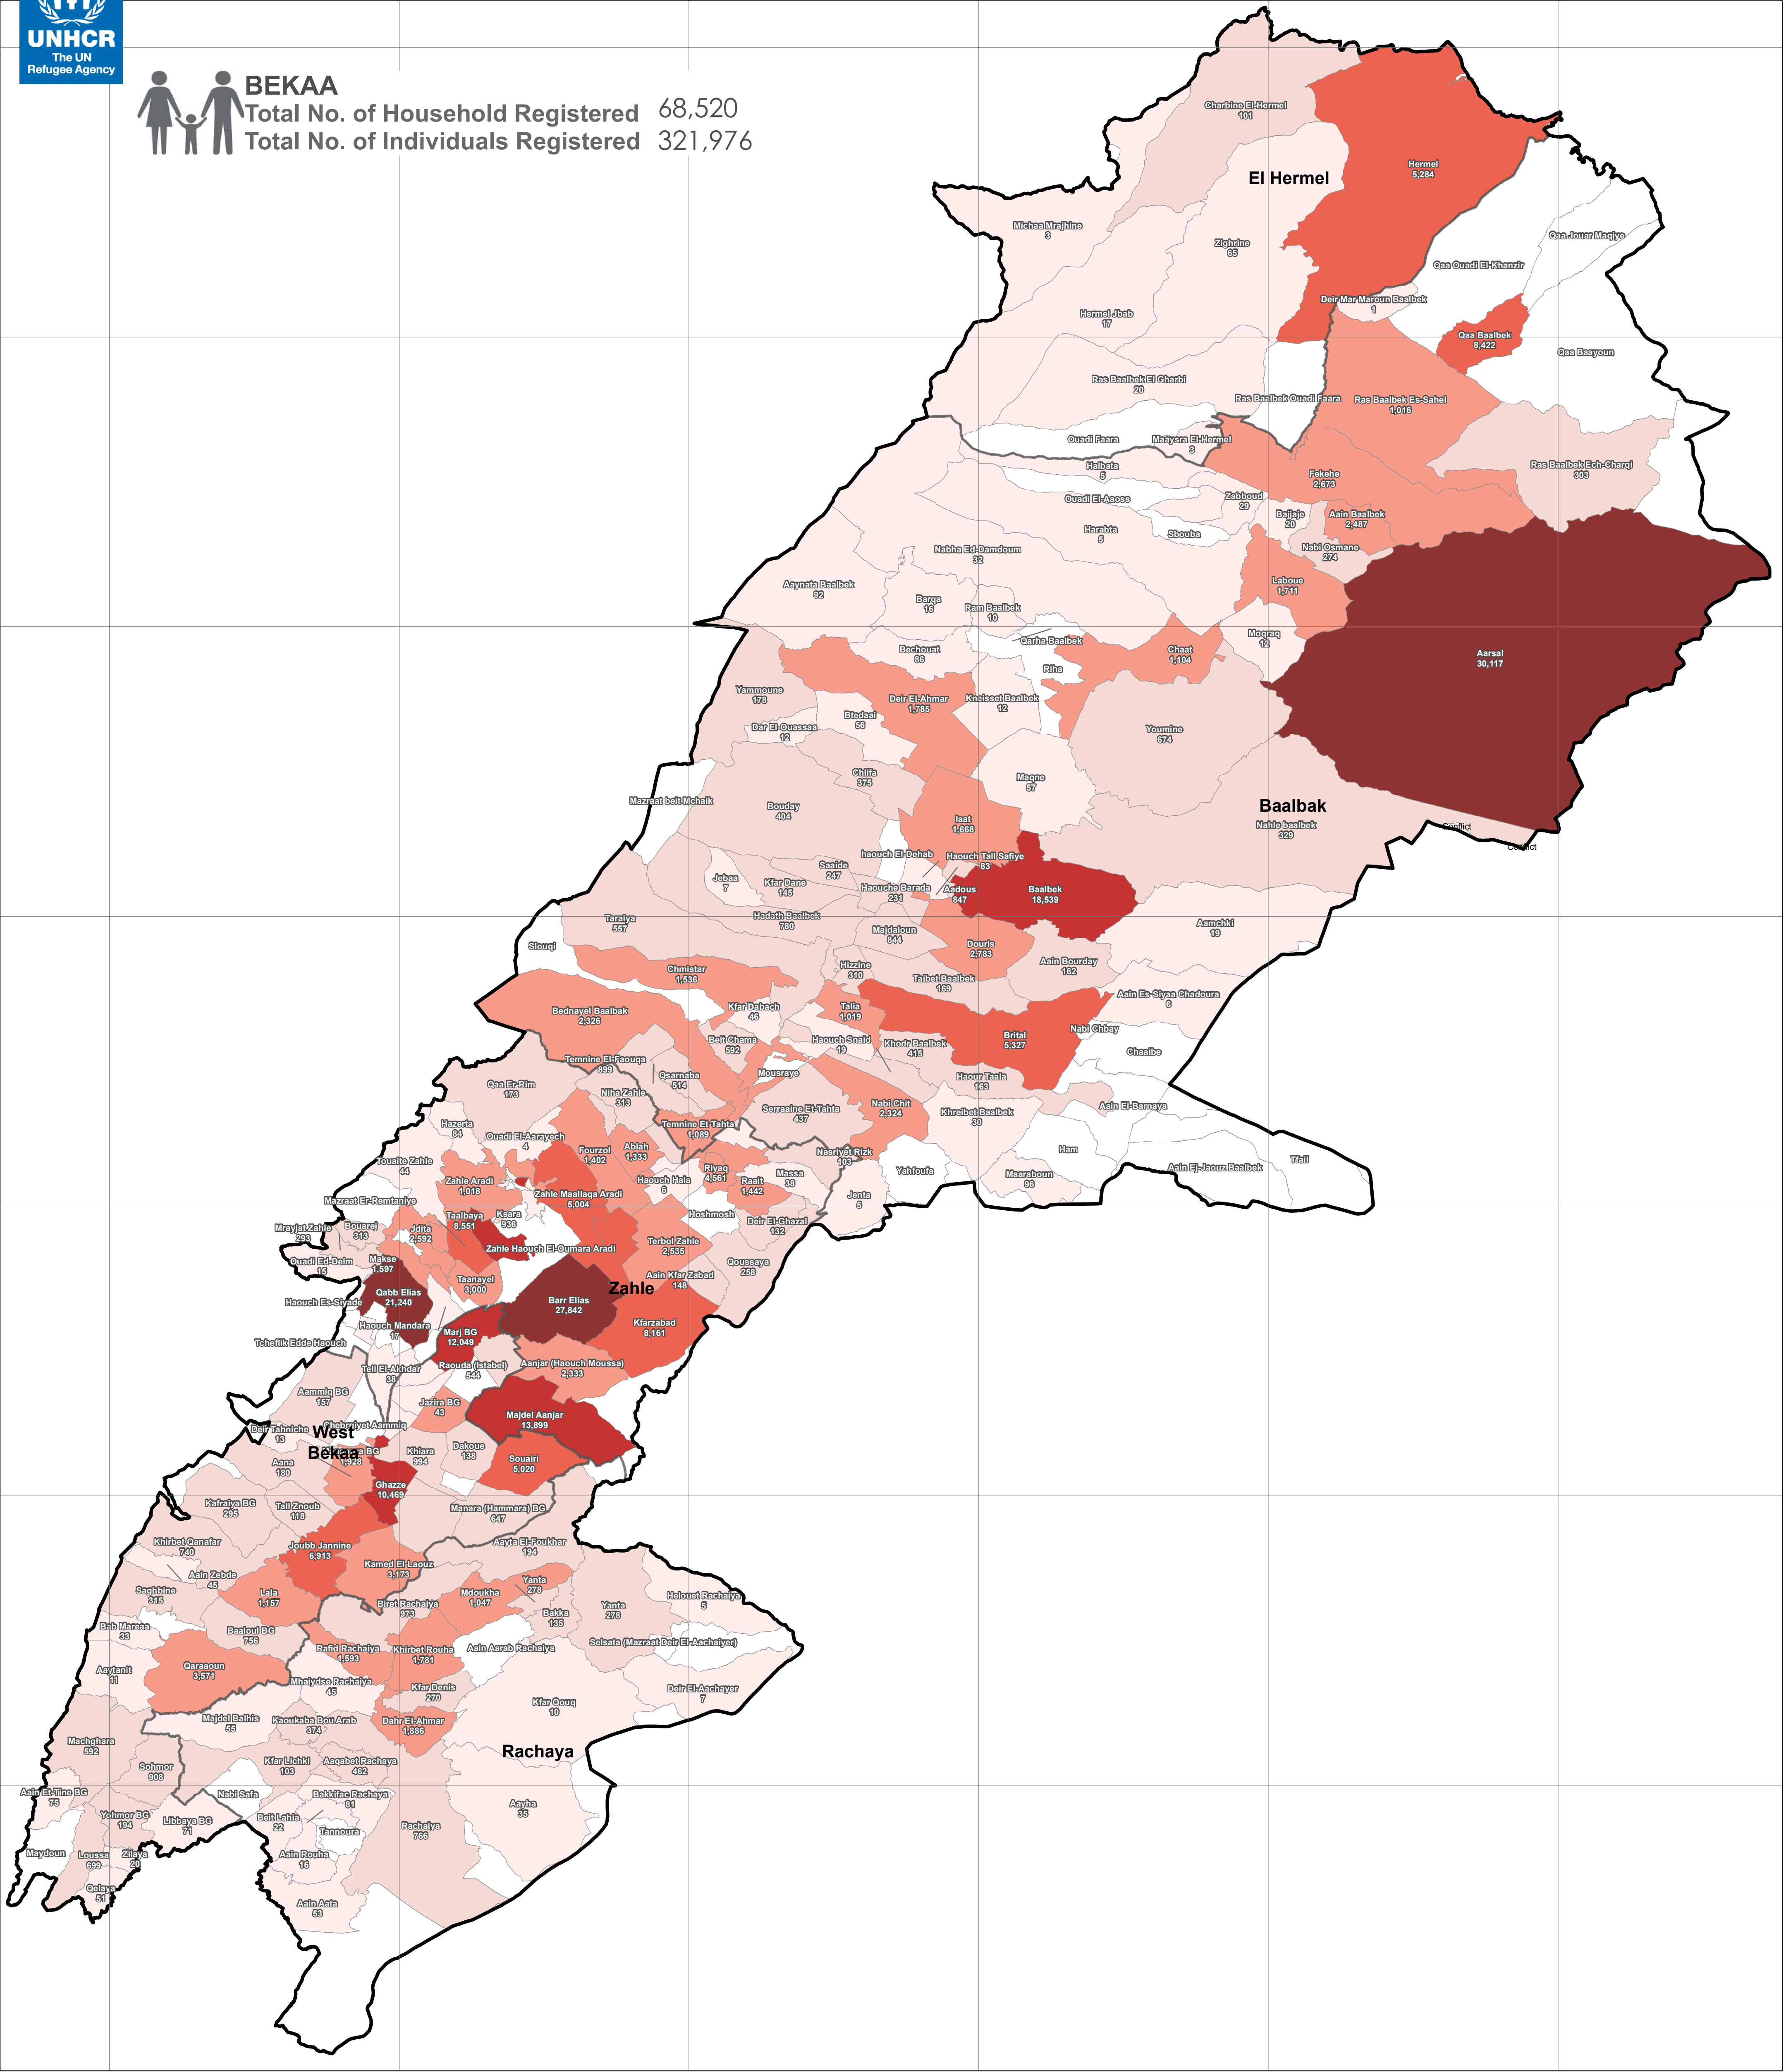 UNHCR
The UN
Refugee Agency
BEKAA
Total No. of Household Registered 68,520
Total No. of Individuals Registered 321,976
Charbine El-Hermel
101
Hermel
5,284
El Hermel
Michaa Mrajhine
3
Zighrine
65
Qaa Jouar Maqiye
Qaa Ouadi El-Khanzir
Deir Mar Maroun Baalbek
1
Hermel Jbab
17
Qaa Baalbek
8,422
Qaa Baayoun
Ras Baalbek El Gharbi
20
Ras Baalbek Ouadi Faara
Ras Baalbek Es-Sahel
1,016
Ouadi Faara
Maayera El-Hermel
3
Halbata
5
Ras Baalbek Ech-Charqi
303
Fekehe
2,673
Ouadi El-Aaoss
Zabboud
29
Bajjaje
20
Aain Baalbek
2,487
Harabta
5
Sbouba
Nabi Osmane
274
Nabha Ed-Damdoum
32
Aaynata Baalbek
92
Laboue
1,711
Barqa
16
Ram Baalbek
10
Moqraq
12
Qarha Baalbek
Bechouat
86
Chaat
1,104
Aarsal
30,117
Riha
Yammoune
178
Deir El-Ahmar
1,785
Kneisset Baalbek
12
Btedaai
56
Dar El-Ouassaa
12
Youmine
674
Chlifa
375
Maqne
57
Mazraat beit Mchaik
Bouday
404
Baalbak
Iaat
1,668
Nahle baalbek
329
Conflict
Conflict
haouch El-Dehab
Haouch Tall Safiye
83
Saaide
247
Jebaa
7
Kfar Dane
145
Haouche Barada
231
Aadous
847
Baalbek
18,539
Taraiya
557
Hadath Baalbek
780
Majdaloun
844
Aamchki
19
Slouqi
Douris
2,783
Chmistar
1,536
Hizzine
310
Aain Bourday
162
Taibet Baalbek
169
Aain Es-Siyaa Chadoura
6
Bednayel Baalbak
2,326
Kfar Dabach
46
Talia
1,019
Nabi Chbay
Brital
5,327
Beit Chama
592
Haouch Snaid
19
Khodr Baalbek
415
Chaaibe
Temnine El-Faouqa
899
Qsarnaba
514
Mousraye
Haour Taala
163
Qaa Er-Rim
173
Niha Zahle
313
Serraaine Et-Tahta
437
Nabi Chit
2,324
Khreibet Baalbek
30
Aain El-Barnaya
Hazerta
84
Temnine Et-Tahta
1,089
Ouadi El-Aarayech
4
Fourzol
1,402
Ablah
1,333
Nasriyet Rizk
103
Ham
Touaite Zahle
44
Riyaq
4,561
Massa
38
Yahfoufa
Tfail
Aain Ej-Jaouz Baalbek
Zahle Aradi
1,018
Haouch Hala
6
Raait
1,442
Maaraboun
96
Zahle Maallaqa Aradi
5,004
Jenta
5
Mazraat Er-Remtaniye
Talbaya
8,551
Ksara
936
Hoshmosh
Deir El-Ghazal
132
Mrayjat Zahle
293
Bouarej
313
Jdita
2,592
Zahle Haouch El-Oumara Aradi
Terbol Zahle
2,535
Ouadi Ed-Delm
15
Makse
1,597
Qoussaya
258
Taanayel
3,000
Aain Kfar Zabad
148
Zahle
Haouch Es-Siyade
Qabb Elias
21,240
Barr Elias
27,842
Haouch Mandara
17
Kfarzabad
8,161
Tcheflik Edde Haouch
Marj BG
12,049
Raouda (Istabel)
544
Aanjar (Haouch Moussa)
2,333
Tell El-Akhdar
38
Aammiq BG
157
Jazira BG
43
Majdel Aanjar
13,899
Chebrqiyet Aammiq
Deir Tahniche
13
West
Bekaa
BG
1,928
Khiara
994
Dakoue
138
Souairi
5,020
Aana
180
Ghazze
10,469
Kafraiya BG
295
Tall Znoub
118
Manara (Hammara) BG
647
Khirbet Qanafar
740
Joubb Jannine
6,913
Aayta El-Foukhar
194
Kamed El-Laouz
3,173
Aain Zebde
45
Saghbine
315
Lala
1,157
Yanta
278
Mdoukha
1,047
Helouet Rachaiya
5
Biret Rachaiya
973
Bakka
135
Yanta
278
Bab Mareaa
33
Baaloul BG
756
Selsata (Mazraat Deir El-Aachaiyer)
Rafid Rachaiya
1,593
Khirbet Rouha
1,781
Aain Aarab Rachaiya
Aaytanit
11
Qaraaoun
3,571
Mhaiydse Rachaiya
45
Kfar Denis
270
Deir El-Aachayer
7
Kfar Qouq
10
Majdel Balhis
55
Kaoukaba Bou Arab
374
Dahr El-Ahmar
1,886
Machghara
592
Rachaya
Sohmor
908
Kfar Lichki
103
Aaqabet Rachaya
462
Aain Et-Tine BG
75
Nabi Safa
Bakkifac Rachaya
81
Aayha
35
Yohmor BG
194
Libbaya BG
71
Beit Lahia
22
Tannoura
Rachaiya
766
Maydoun
Loussa
699
Zilaya
20
Aain Rouha
16
Qelaya
51
Aain Aata
53